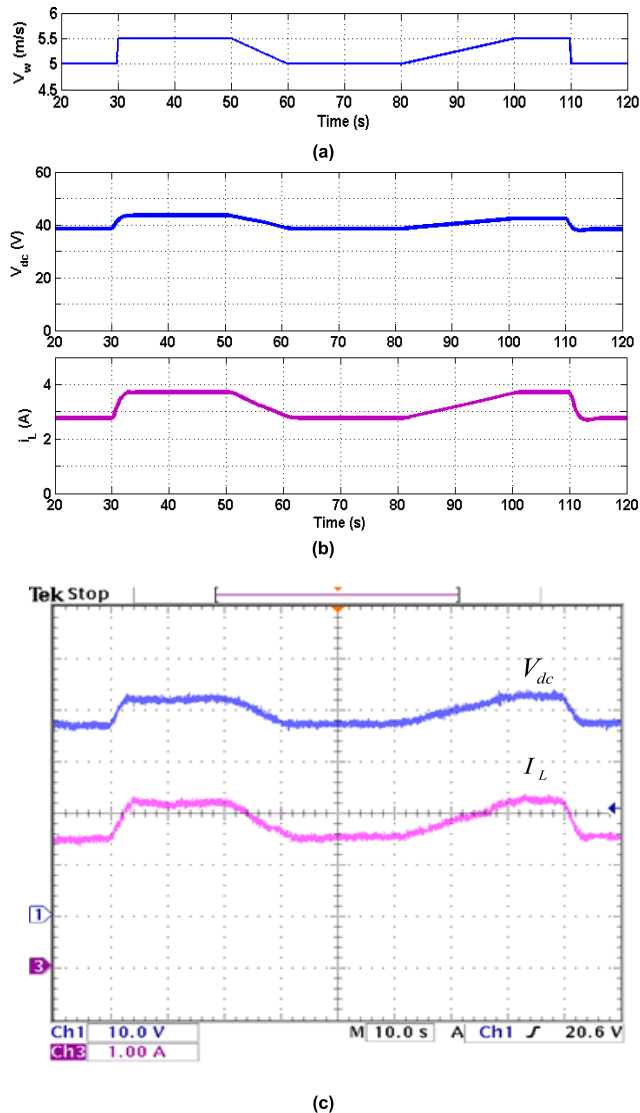 V_w (m/s)
6
5.5
5
4.5
20 30 40 50 60 70 80 90 100 110 120
Time (s)
(a)
V_dc (V)
60
40
20
0
20 30 40 50 60 70 80 90 100 110 120
i_L (A)
4
2
0
20 30 40 50 60 70 80 90 100 110 120
Time (s)
(b)
Tek Stop
V_dc
I_L
1
3
Ch1 10.0 V M 10.0 s A Ch1 20.6 V
Ch3 1.00 A
(c)